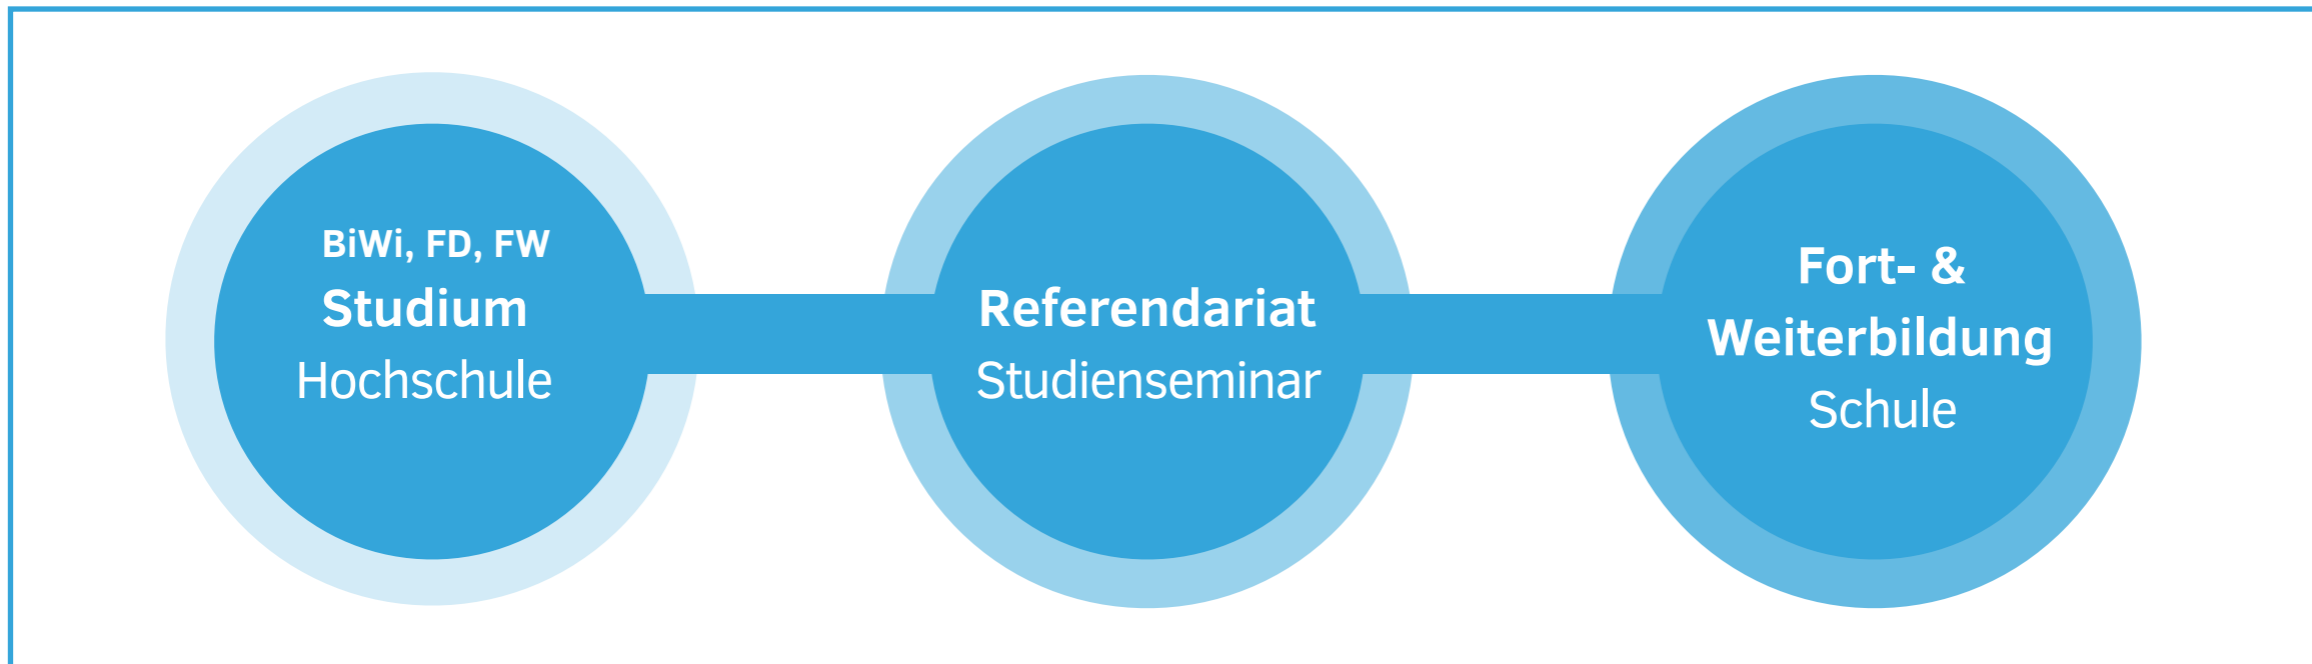 BiWi, FD, FW
Studium
Hochschule
Referendariat
Studienseminar
Fort- &
Weiterbildung
Schule